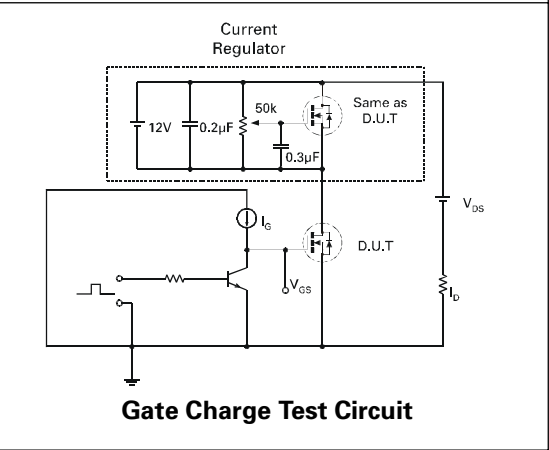 Current
Regulator
12V
0.2µF
50k
0.3µF
Same as
D.U.T
V_DS
I_G
D.U.T
V_GS
I_D
Gate Charge Test Circuit